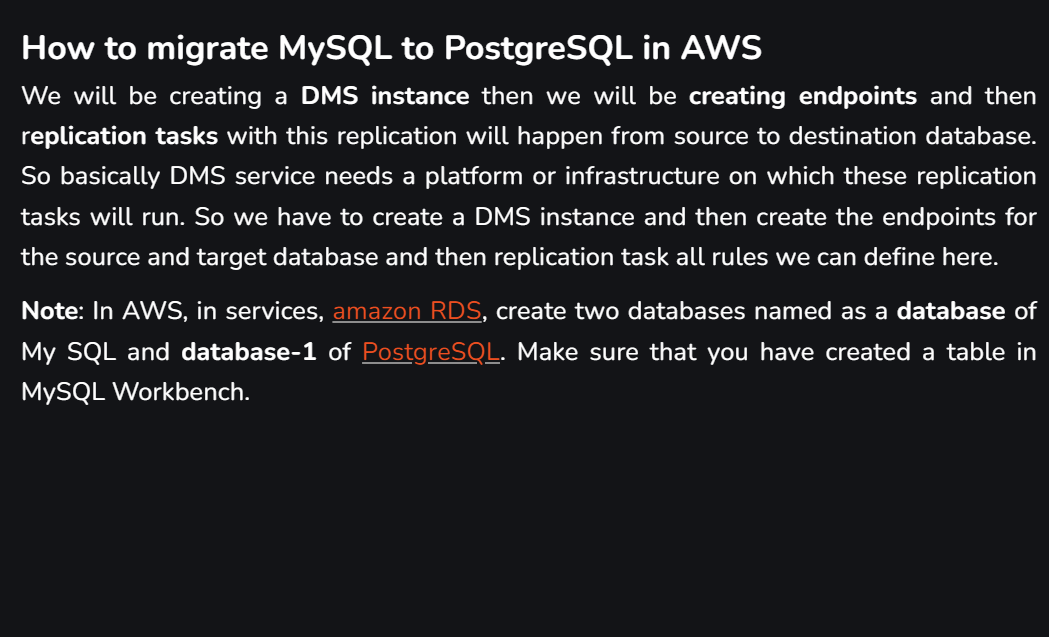 How to migrate MySQL to PostgreSQL in AWS
We will be creating a DMS instance then we will be creating endpoints and then
replication tasks with this replication will happen from source to destination database.
So basically DMS service needs a platform or infrastructure on which these replication
tasks will run. So we have to create a DMS instance and then create the endpoints for
the source and target database and then replication task all rules we can define here.
Note: In AWS, in services, amazon RDS, create two databases named as a database of
My SQL and database-1 of PostgreSQL. Make sure that you have created a table in
MySQL Workbench.